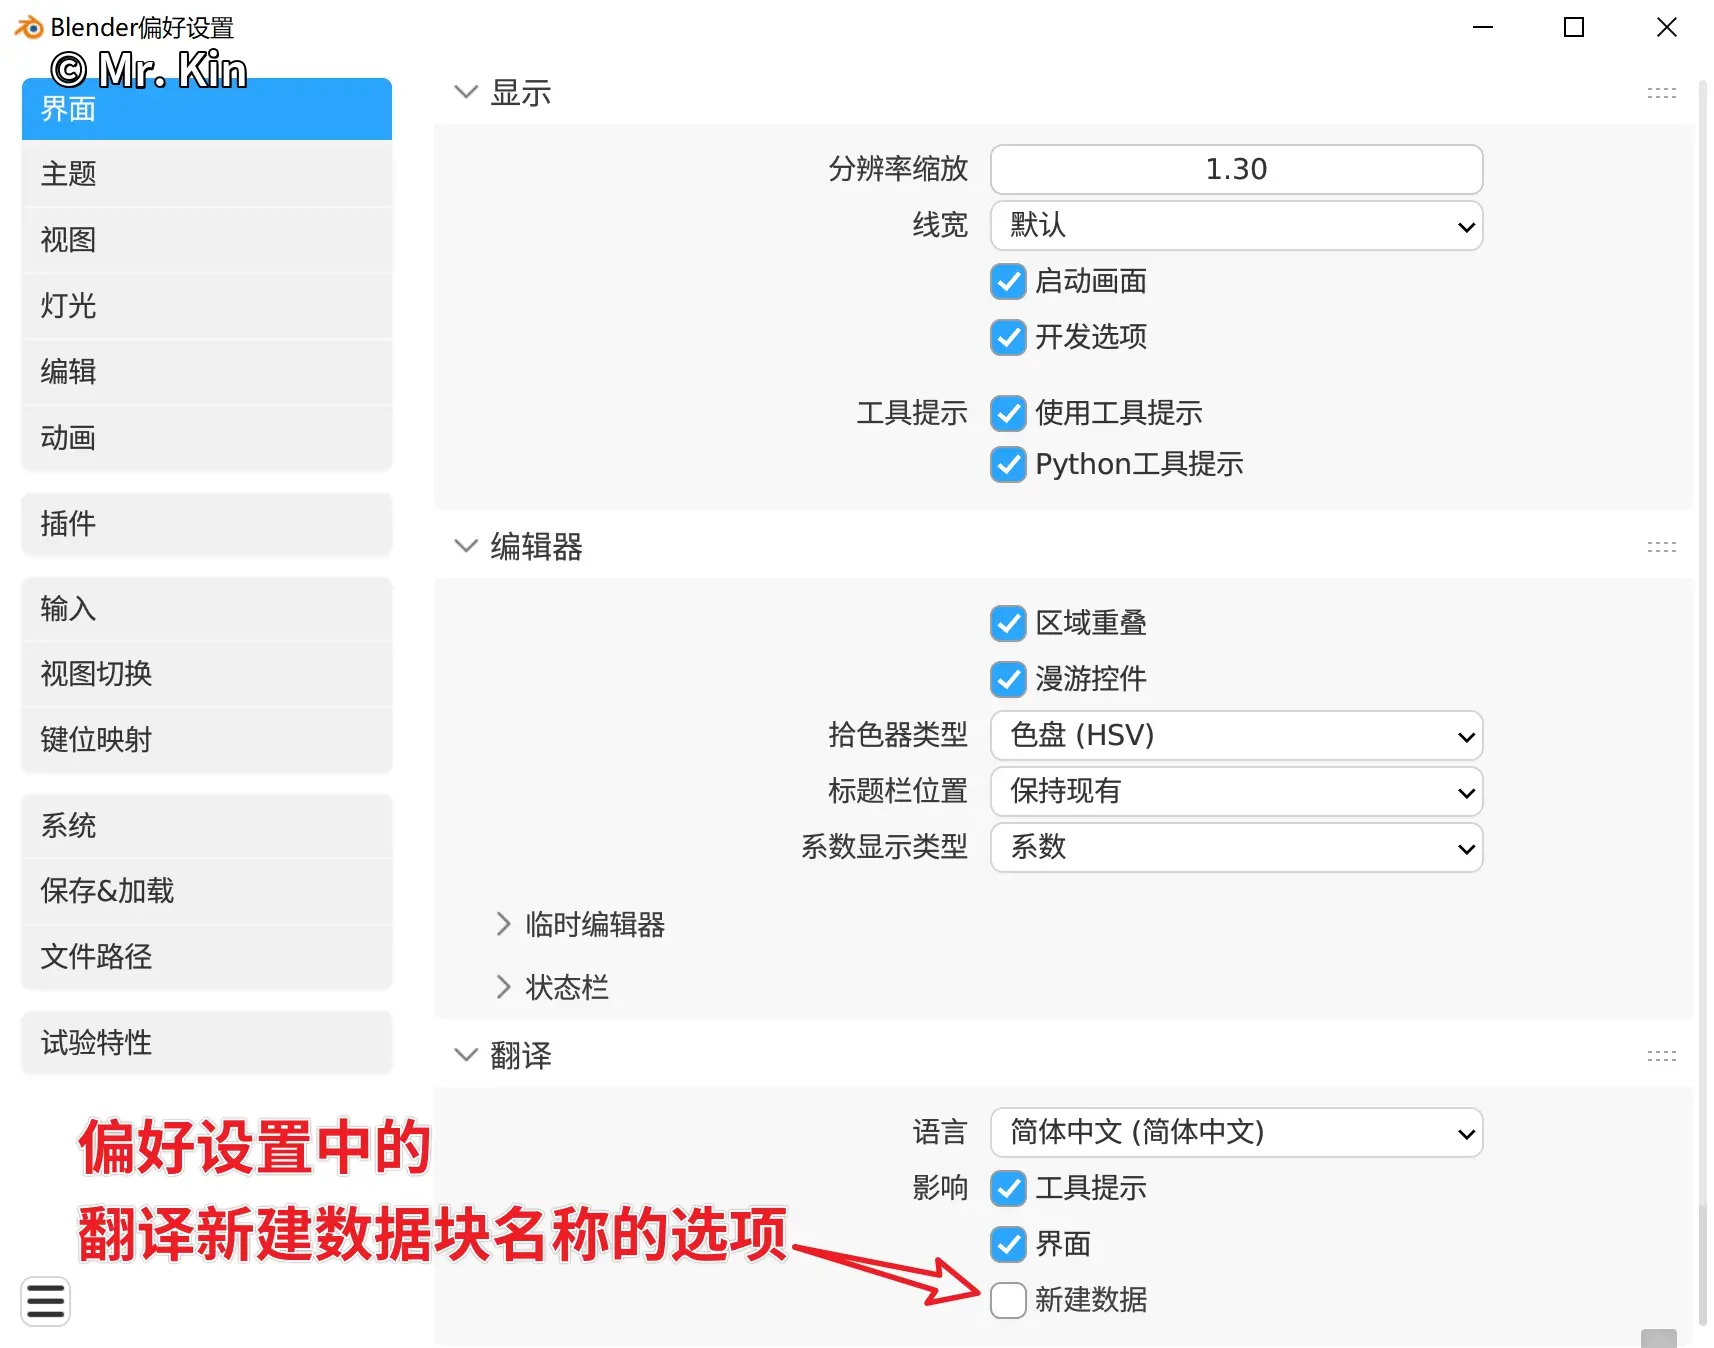 Blender偏好设置
© Mr. Kin
界面
主题
视图
灯光
编辑
动画
插件
输入
视图切换
键位映射
系统
保存&加载
文件路径
试验特性
显示
分辨率缩放 1.30
线宽 默认
启动画面
开发选项
工具提示 使用工具提示
Python工具提示
编辑器
区域重叠
漫游控件
拾色器类型 色盘 (HSV)
标题栏位置 保持现有
系数显示类型 系数
临时编辑器
状态栏
翻译
语言 简体中文 (简体中文)
影响 工具提示
界面
新建数据
偏好设置中的
翻译新建数据块名称的选项